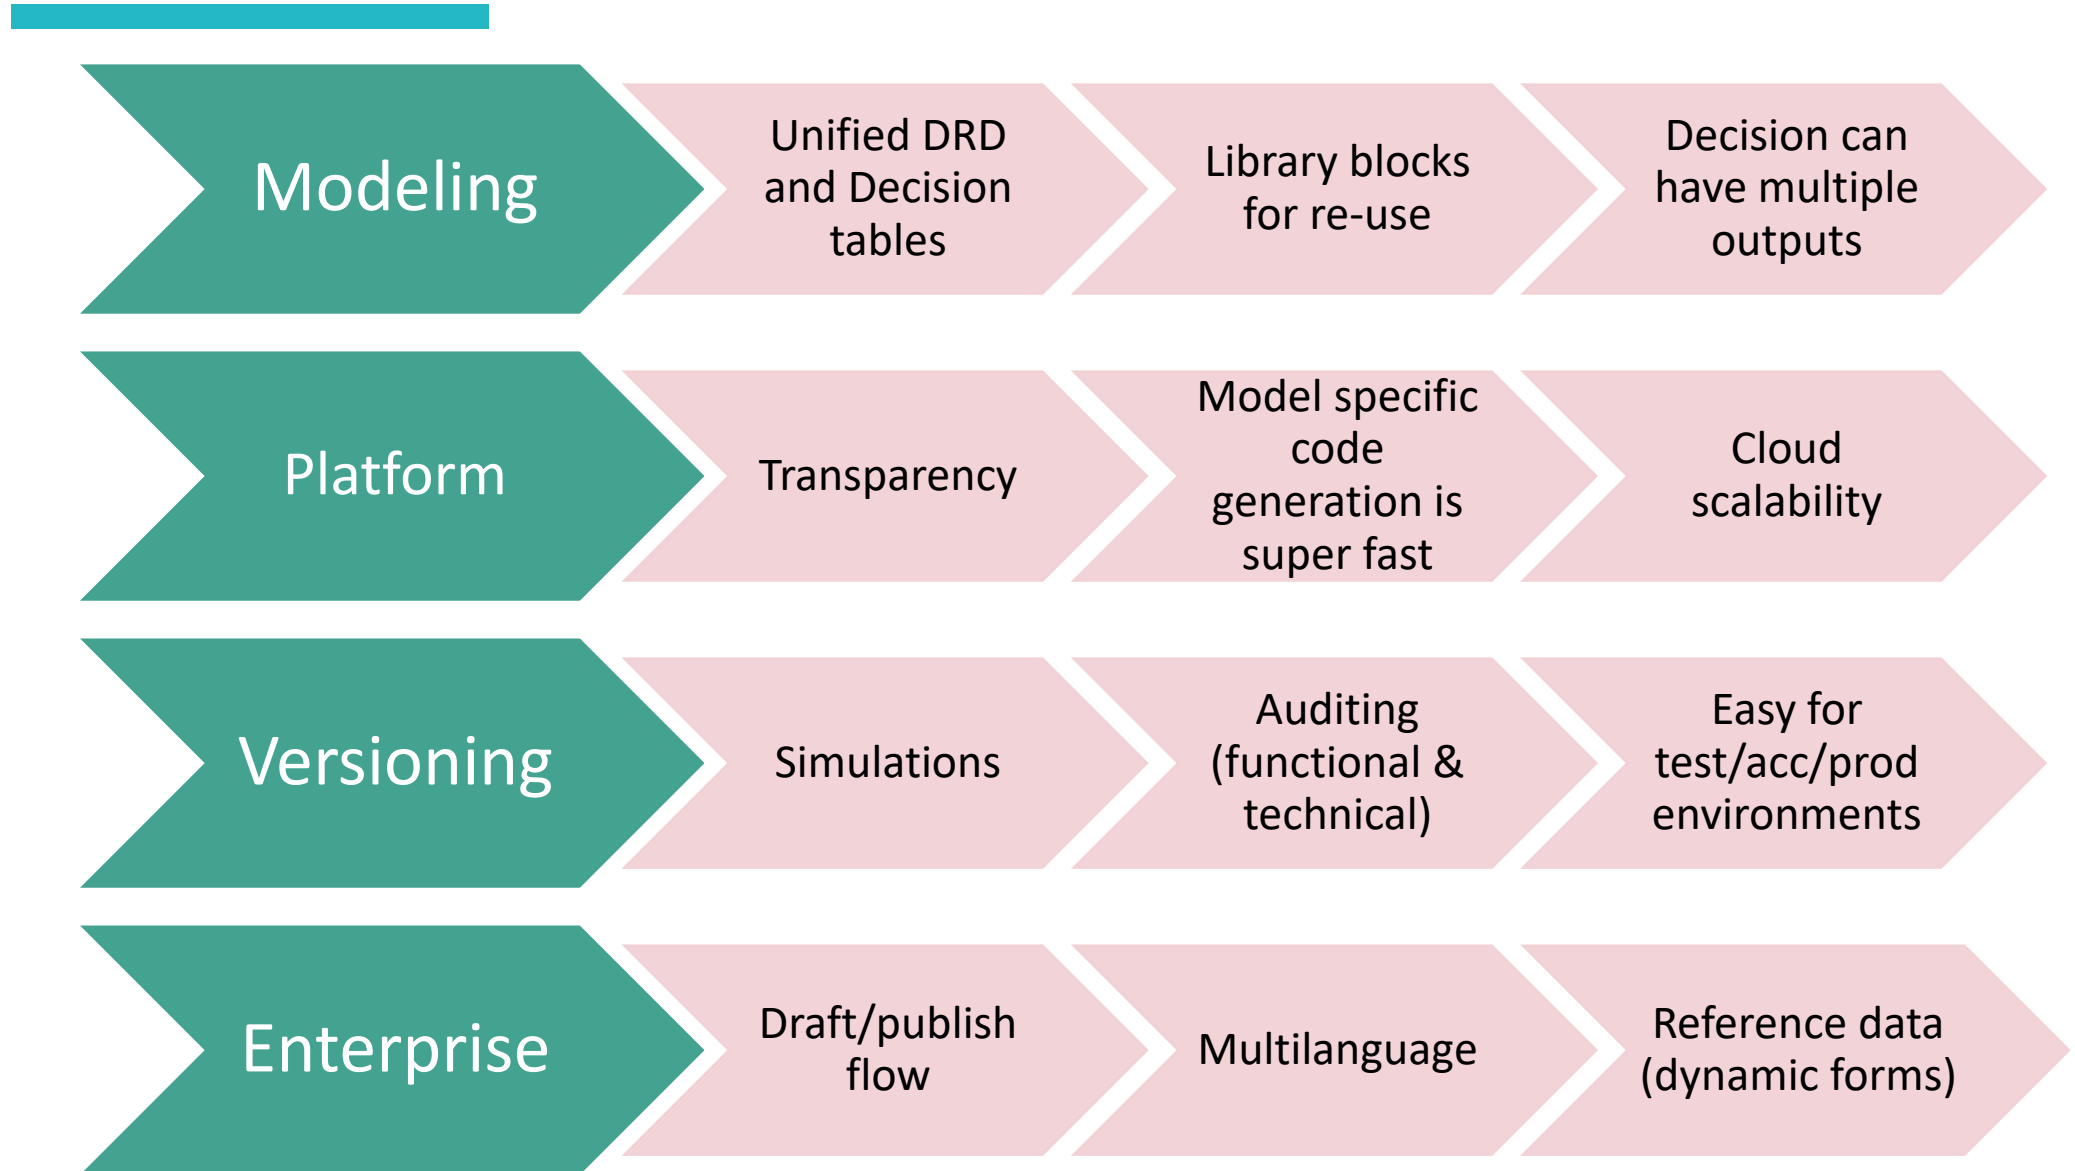 Modeling
Unified DRD
and Decision
tables
Library blocks
for re-use
Decision can
have multiple
outputs
Platform
Transparency
Model specific
code
generation is
super fast
Cloud
scalability
Versioning
Simulations
Auditing
(functional &
technical)
Easy for
test/acc/prod
environments
Enterprise
Draft/publish
flow
Multilanguage
Reference data
(dynamic forms)